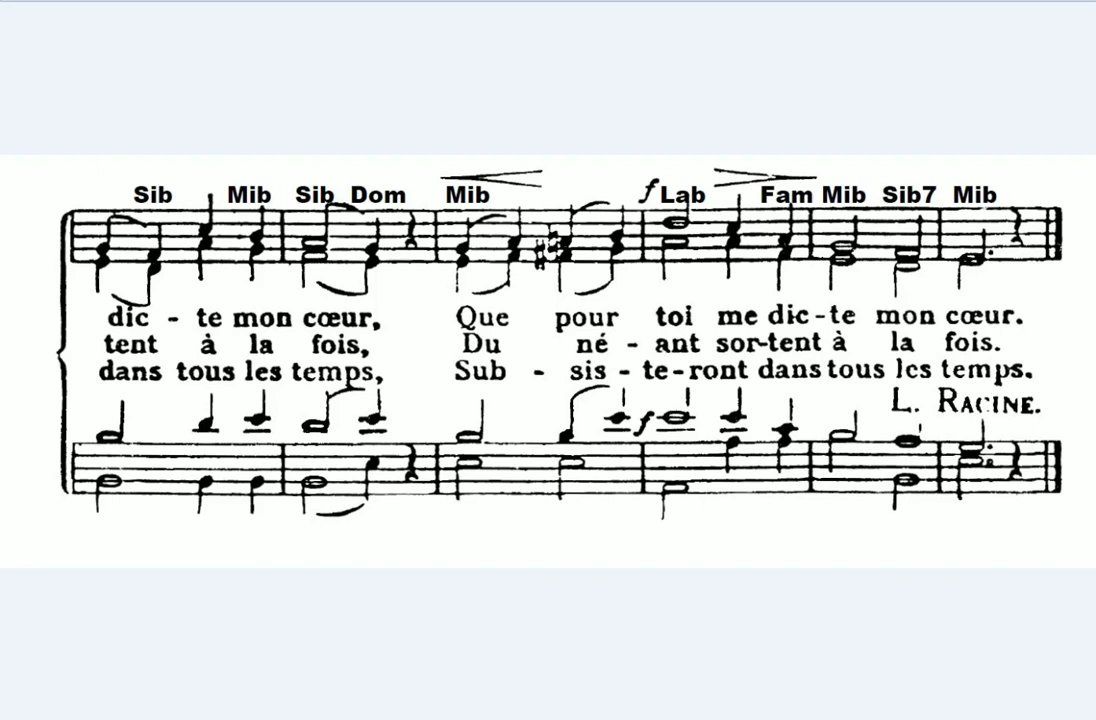 Sib Mib Sib Dom Mib f Lab Fam Mib Sib7 Mib
dic - te mon cœur, Que pour toi me dic - te mon cœur.
tent à la fois, Du né - ant sor-tent à la fois.
dans tous les temps, Sub - sis - te-ront dans tous les temps.
L. RACINE.
f